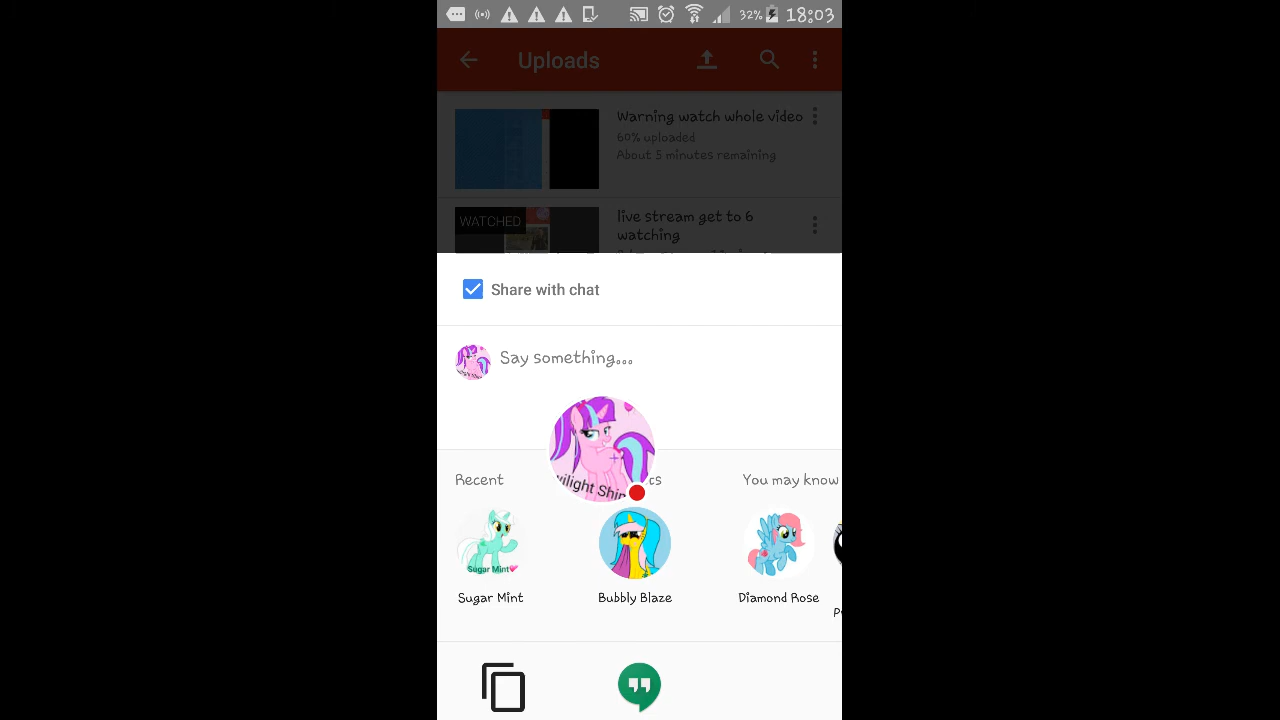 32% 18:03
Uploads
Warning watch whole video
60% uploaded
About 5 minutes remaining
WATCHED
live stream get to 6
watching
Share with chat
Say something...
Recent
You may know
Sugar Mint
Sugar Mint
Bubbly Blaze
Diamond Rose